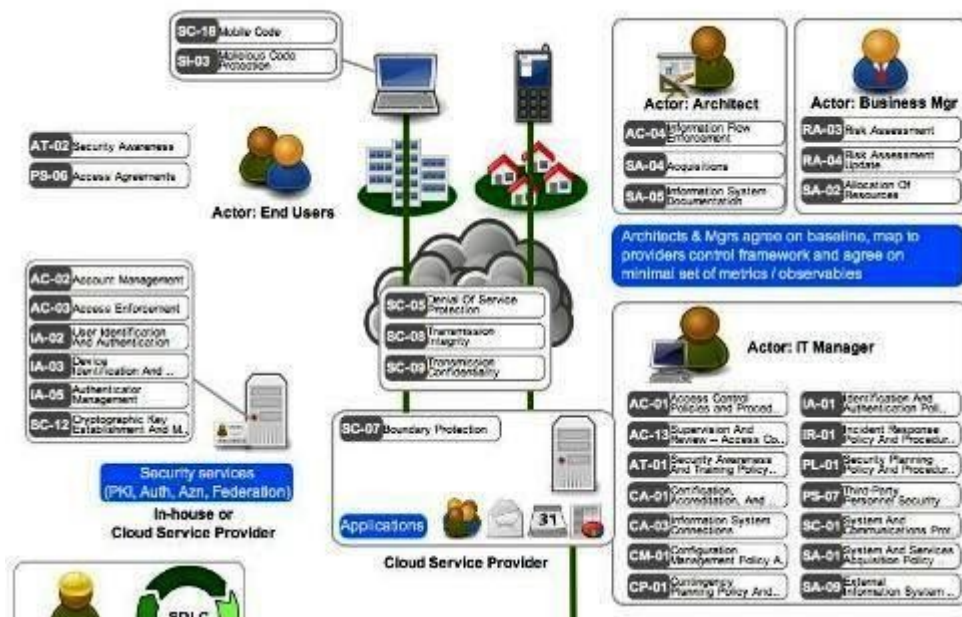 SC-18 Mobile Code
SI-03 Malicious Code
Protection
AT-02 Security Awareness
PS-06 Access Agreements
Actor: End Users
Actor: Architect
AC-04 Information Flow
Enforcement
SA-04 Acquisitions
SA-05 Information System
Documentation
Actor: Business Mgr
RA-03 Risk Assessment
RA-04 Risk Assessment
Update
SA-02 Allocation Of
Resources
Architects & Mgrs agree on baseline, map to
providers control framework and agree on
minimal set of metrics / observables
AC-02 Account Management
AC-03 Access Enforcement
IA-02 User Identification
And Authentication
IA-03 Device
Identification And ..
IA-05 Authenticator
Management
SC-12 Cryptographic Key
Establishment And M..
Security services
(PKI, Auth, Azn, Federation)
In-house or
Cloud Service Provider
SC-05 Denial Of Service
Protection
SC-08 Transmission
Integrity
SC-09 Transmission
Confidentiality
SC-07 Boundary Protection
Applications
31
Cloud Service Provider
Actor: IT Manager
AC-01 Access Control
Policies and Proced..
AC-13 Supervision And
Review -- Access Co..
AT-01 Security Awareness
And Training Policy..
CA-01 Certification,
Accreditation, And ..
CA-03 Information System
Connections
CM-01 Configuration
Management Policy A..
CP-01 Contingency
Planning Policy And..
IA-01 Identification And
Authentication Poli..
IR-01 Incident Response
Policy And Procedur..
PL-01 Security Planning
Policy And Procedur..
PS-07 Third-Party
Personnel Security
SC-01 System And
Communications Prot..
SA-01 System And Services
Acquisition Policy ..
SA-09 External
Information System ..
SDLC